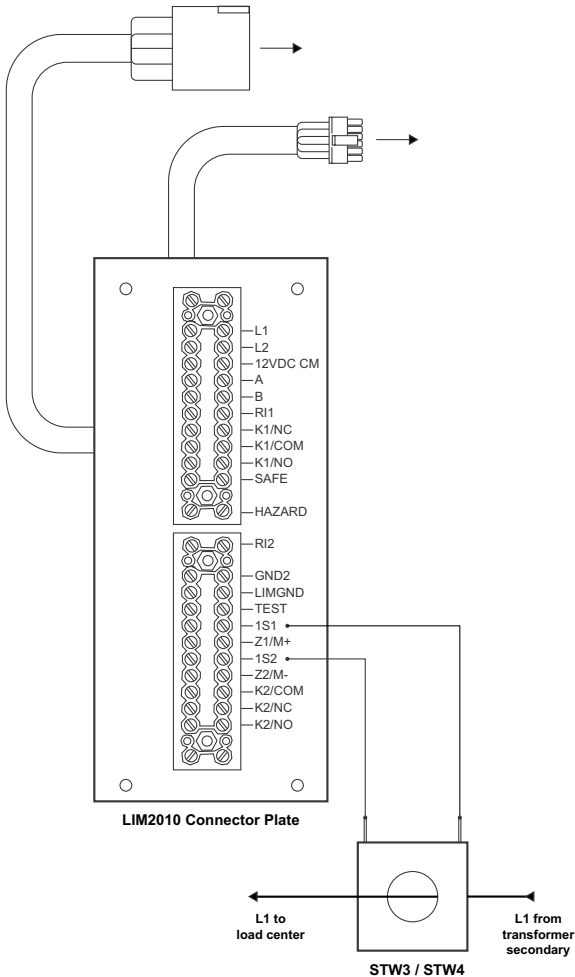 L1
L2
12VDC CM
A
B
RI1
K1/NC
K1/COM
K1/NO
SAFE
HAZARD
RI2
GND2
LIMGND
TEST
1S1
Z1/M+
1S2
Z2/M-
K2/COM
K2/NC
K2/NO
LIM2010 Connector Plate
L1 to
load center
L1 from
transformer
secondary
STW3 / STW4